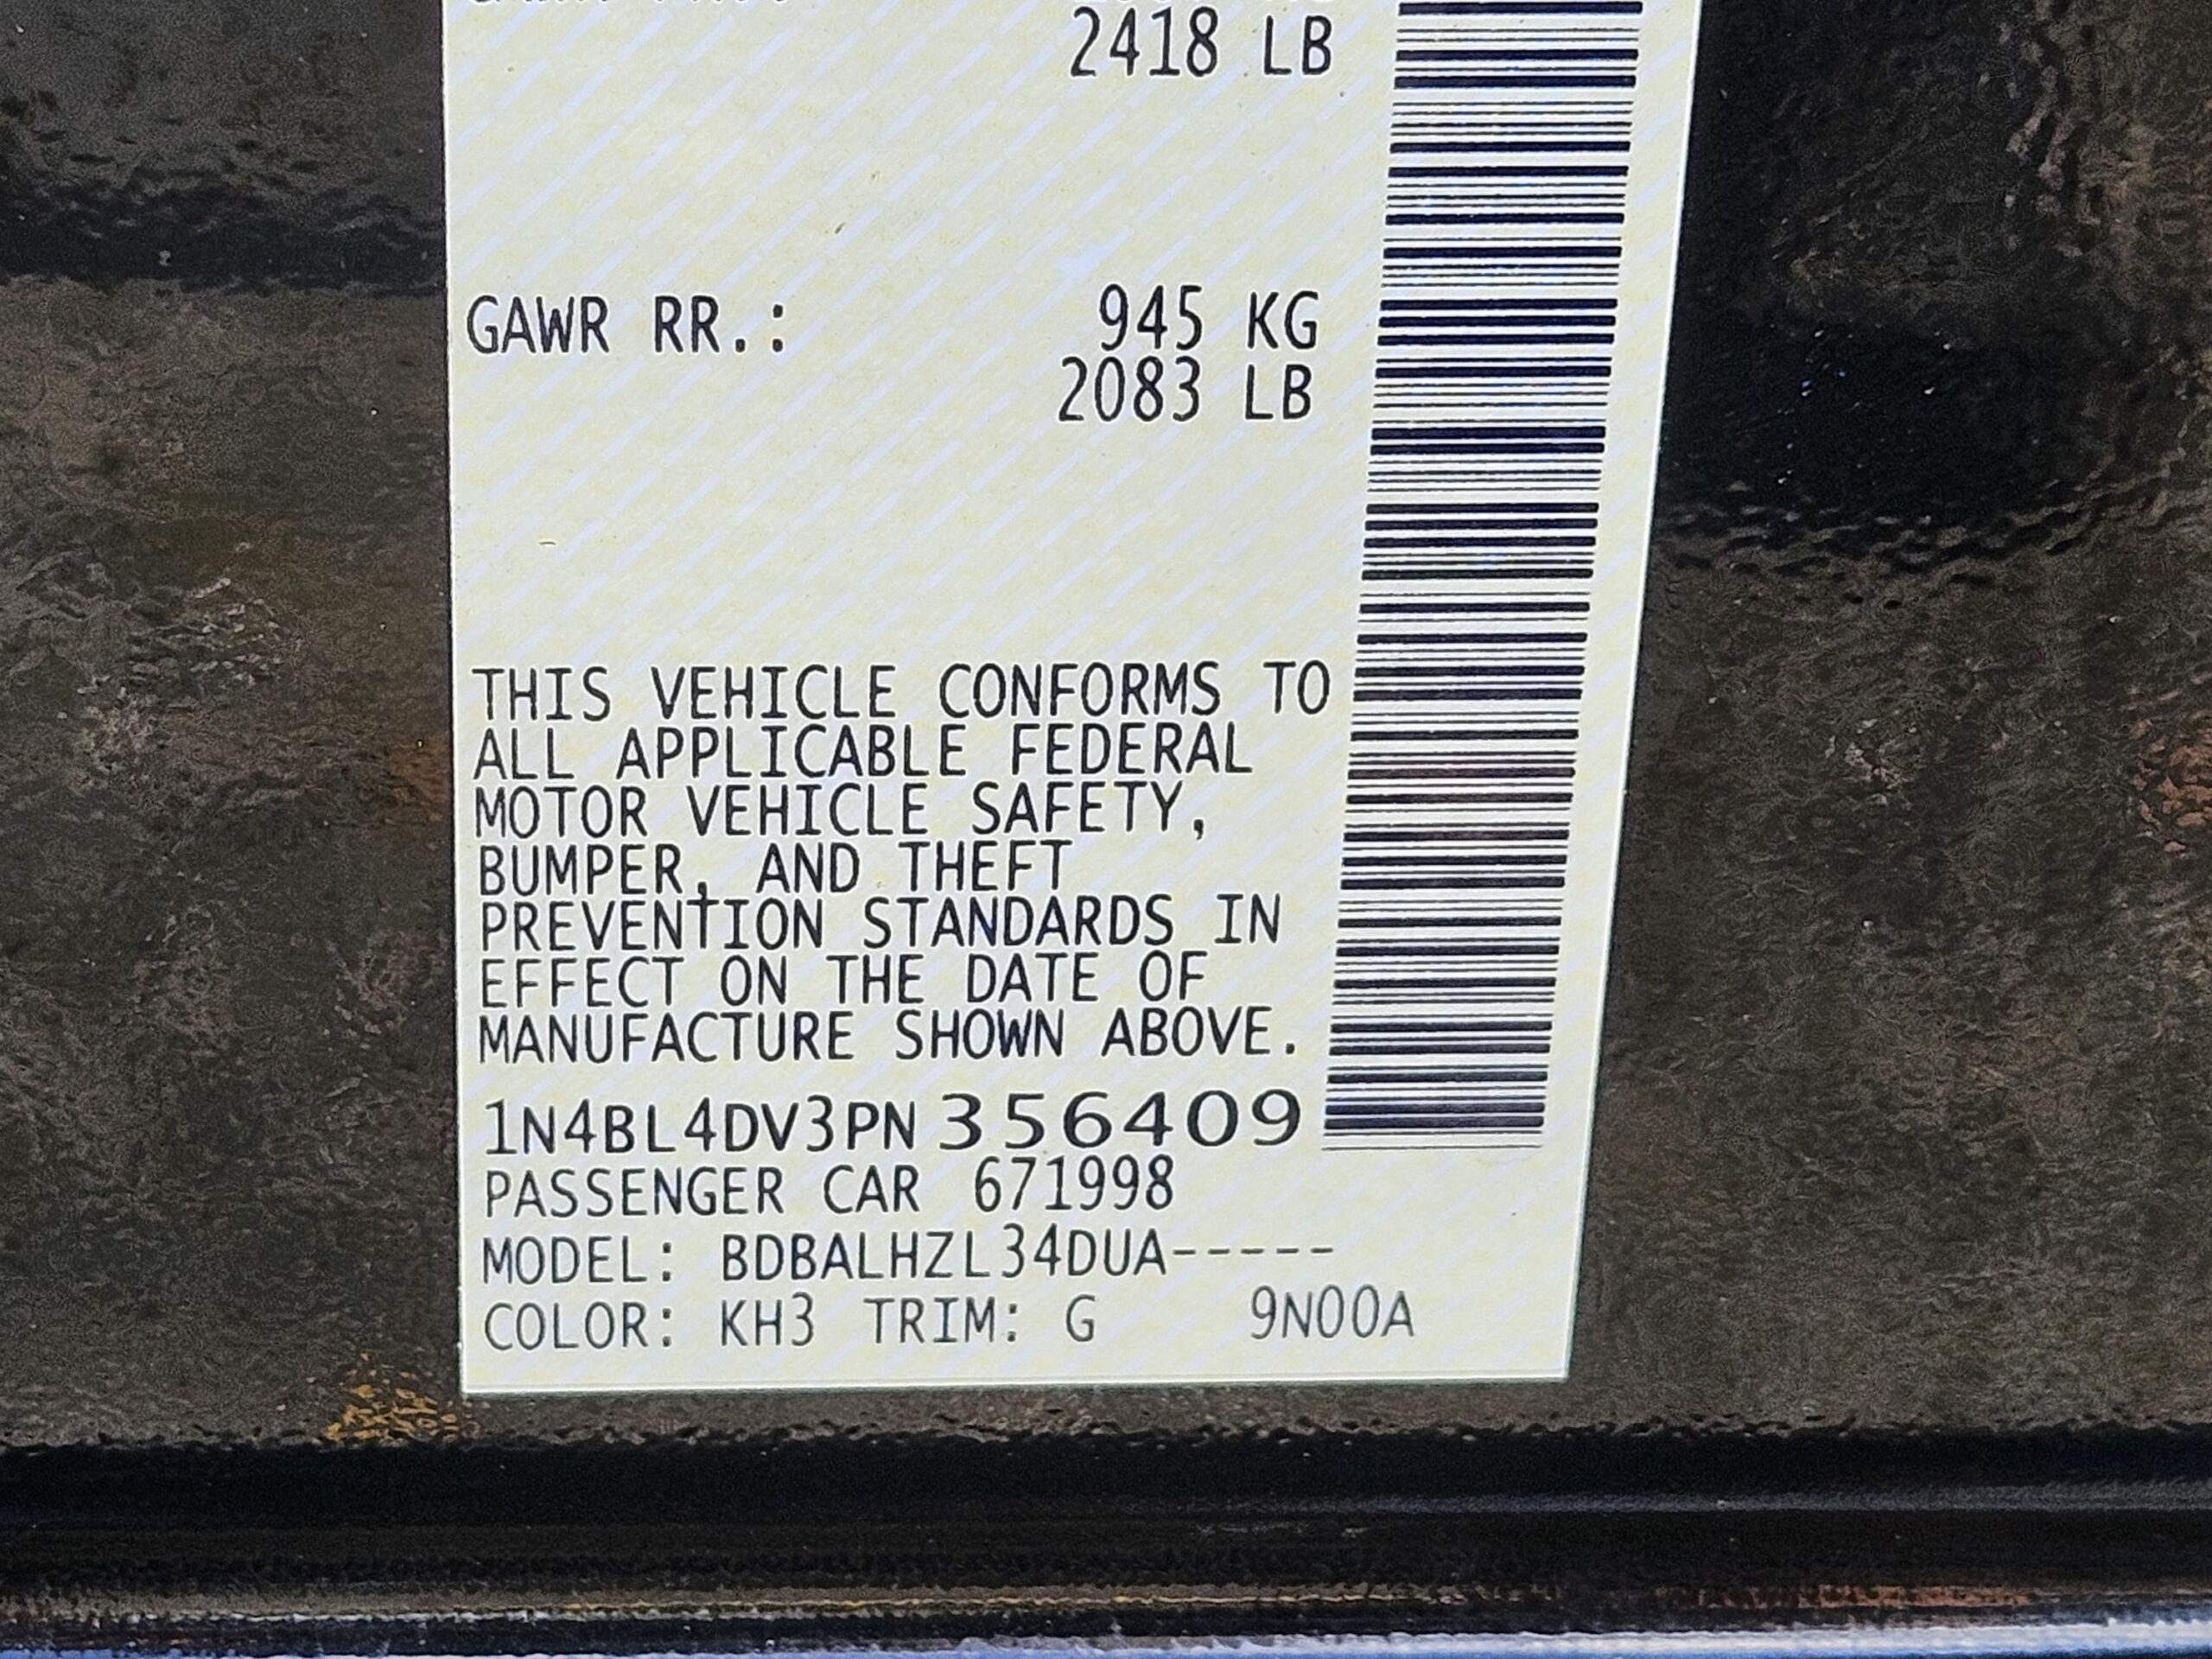 2418 LB
GAWR RR.: 945 KG
2083 LB
THIS VEHICLE CONFORMS TO
ALL APPLICABLE FEDERAL
MOTOR VEHICLE SAFETY,
BUMPER, AND THEFT
PREVENTION STANDARDS IN
EFFECT ON THE DATE OF
MANUFACTURE SHOWN ABOVE.
1N4BL4DV3PN356409
PASSENGER CAR 671998
MODEL: BDBALHZL34DUA-----
COLOR: KH3 TRIM: G 9N00A